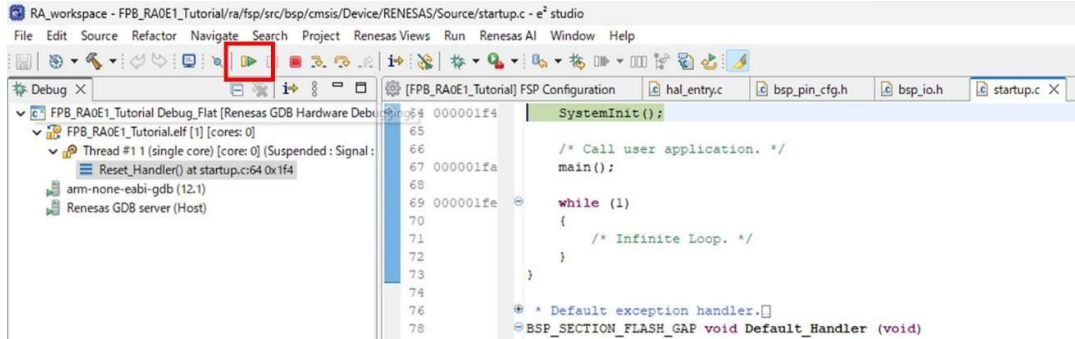 RA_workspace - FPB_RA0E1_Tutorial/ra/fsp/src/bsp/cmsis/Device/RENESAS/Source/startup.c - e² studio
File Edit Source Refactor Navigate Search Project Renesas Views Run Renesas AI Window Help
Debug
[FPB_RA0E1_Tutorial] FSP Configuration
hal_entry.c
bsp_pin_cfg.h
bsp_io.h
startup.c
FPB_RA0E1_Tutorial Debug_Flat [Renesas GDB Hardware Debugging]
FPB_RA0E1_Tutorial.elf [1] [cores: 0]
Thread #1 1 (single core) [core: 0] (Suspended : Signal :
Reset_Handler() at startup.c:64 0x1f4
arm-none-eabi-gdb (12.1)
Renesas GDB server (Host)
64 000001f4 SystemInit();
65
66 /* Call user application. */
67 000001fa main();
68
69 000001fe while (1)
70 {
71 /* Infinite Loop. */
72 }
73 }
74
76 * Default exception handler.
78 BSP_SECTION_FLASH_GAP void Default_Handler (void)